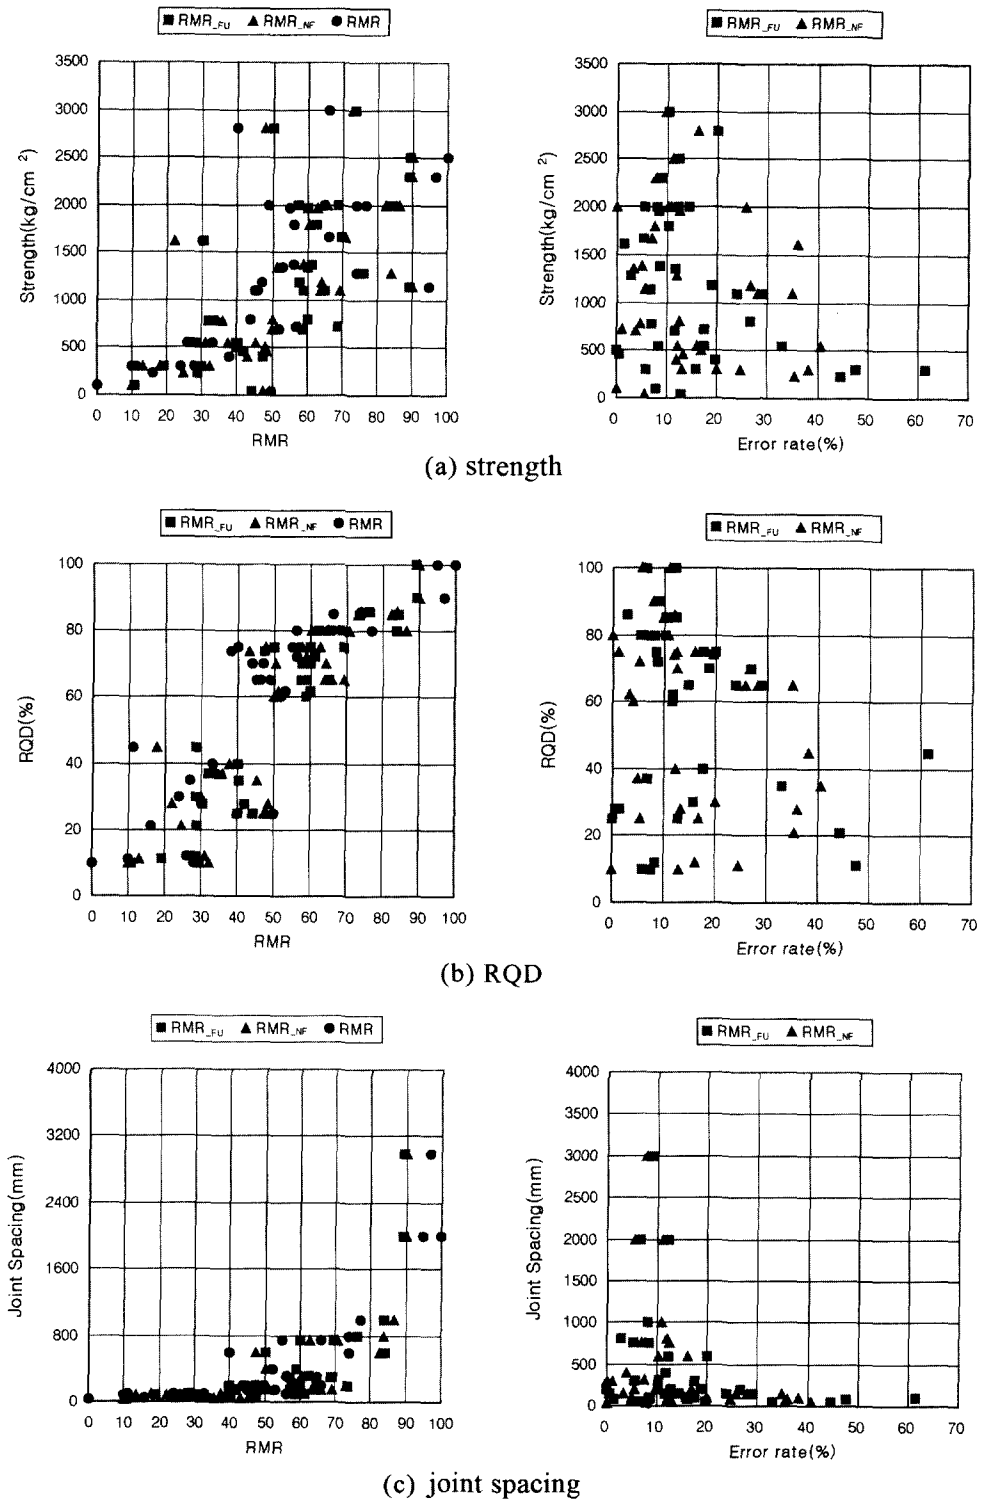 ■ RMR_FU ▲ RMR_NF ● RMR
3500
3000
2500
2000
1500
1000
500
0
Strength(kg/cm²)
0 10 20 30 40 50 60 70 80 90 100
RMR
■ RMR_FU ▲ RMR_NF
3500
3000
2500
2000
1500
1000
500
0
Strength(kg/cm²)
0 10 20 30 40 50 60 70
Error rate(%)
(a) strength
■ RMR_FU ▲ RMR_NF ● RMR
100
80
60
40
20
0
RQD(%)
0 10 20 30 40 50 60 70 80 90 100
RMR
■ RMR_FU ▲ RMR_NF
100
80
60
40
20
0
RQD(%)
0 10 20 30 40 50 60 70
Error rate(%)
(b) RQD
■ RMR_FU ▲ RMR_NF ● RMR
4000
3200
2400
1600
800
0
Joint Spacing(mm)
0 10 20 30 40 50 60 70 80 90 100
RMR
■ RMR_FU ▲ RMR_NF
4000
3500
3000
2500
2000
1500
1000
500
0
Joint Spacing(mm)
0 10 20 30 40 50 60 70
Error rate(%)
(c) joint spacing